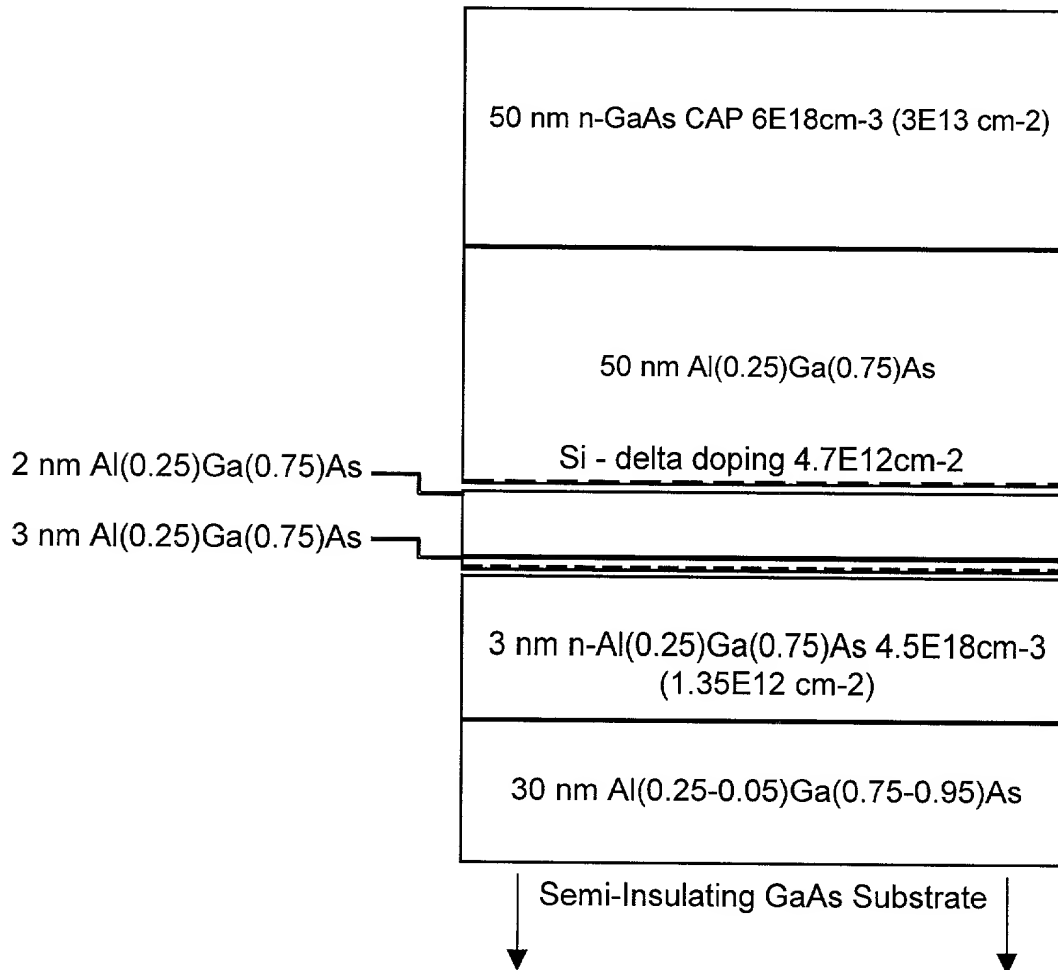 50 nm n-GaAs CAP 6E18cm-3 (3E13 cm-2)
50 nm Al(0.25)Ga(0.75)As
Si - delta doping 4.7E12cm-2
2 nm Al(0.25)Ga(0.75)As
3 nm Al(0.25)Ga(0.75)As
3 nm n-Al(0.25)Ga(0.75)As 4.5E18cm-3
(1.35E12 cm-2)
30 nm Al(0.25-0.05)Ga(0.75-0.95)As
Semi-Insulating GaAs Substrate